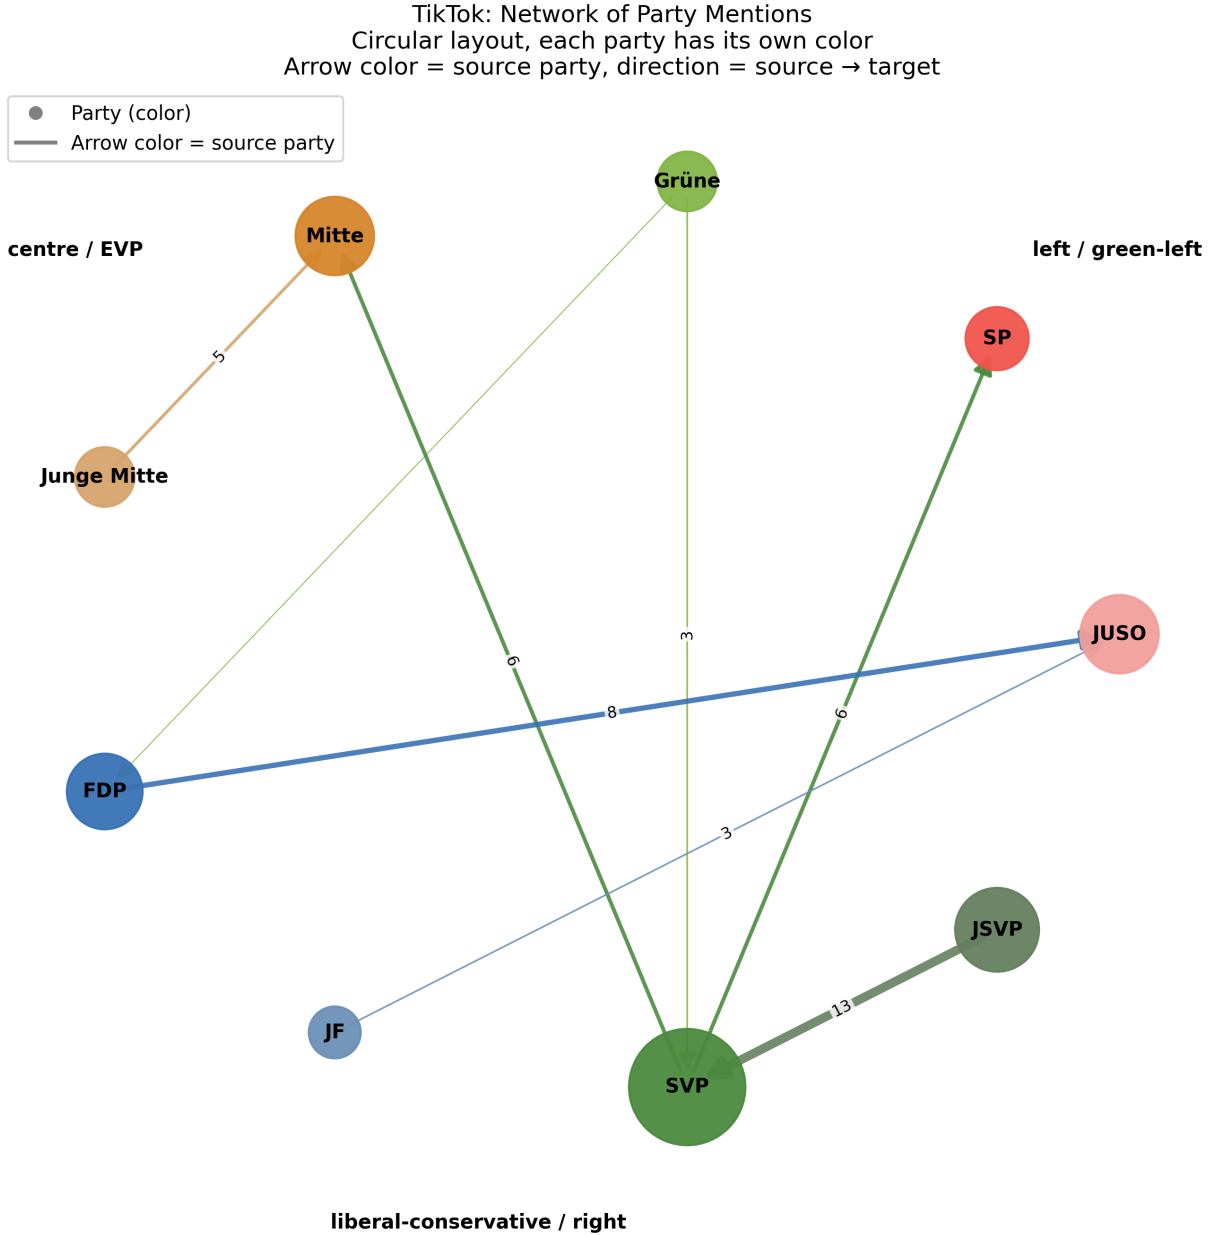 TikTok: Network of Party Mentions
Circular layout, each party has its own color
Arrow color = source party, direction = source → target
Party (color)
Arrow color = source party
Grüne
Mitte
centre / EVP
left / green-left
SP
5
Junge Mitte
JUSO
3
6
8
6
FDP
3
JSVP
13
JF
SVP
liberal-conservative / right